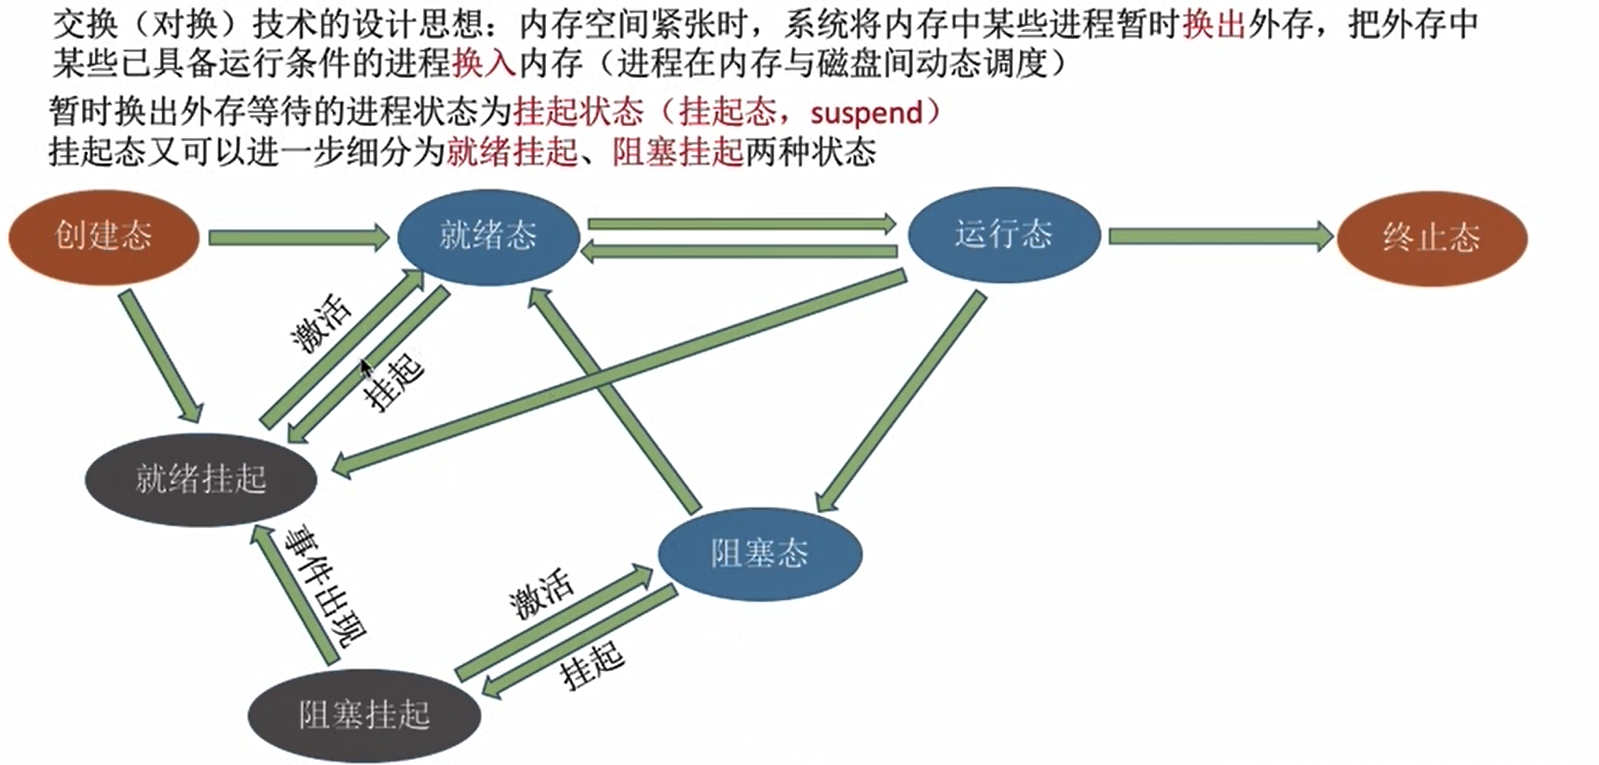 交换（对换）技术的设计思想：内存空间紧张时，系统将内存中某些进程暂时换出外存，把外存中
某些已具备运行条件的进程换入内存（进程在内存与磁盘间动态调度）
暂时换出外存等待的进程状态为挂起状态（挂起态，suspend）
挂起态又可以进一步细分为就绪挂起、阻塞挂起两种状态
创建态
就绪态
运行态
终止态
激活
挂起
就绪挂起
事件出现
阻塞态
激活
挂起
阻塞挂起